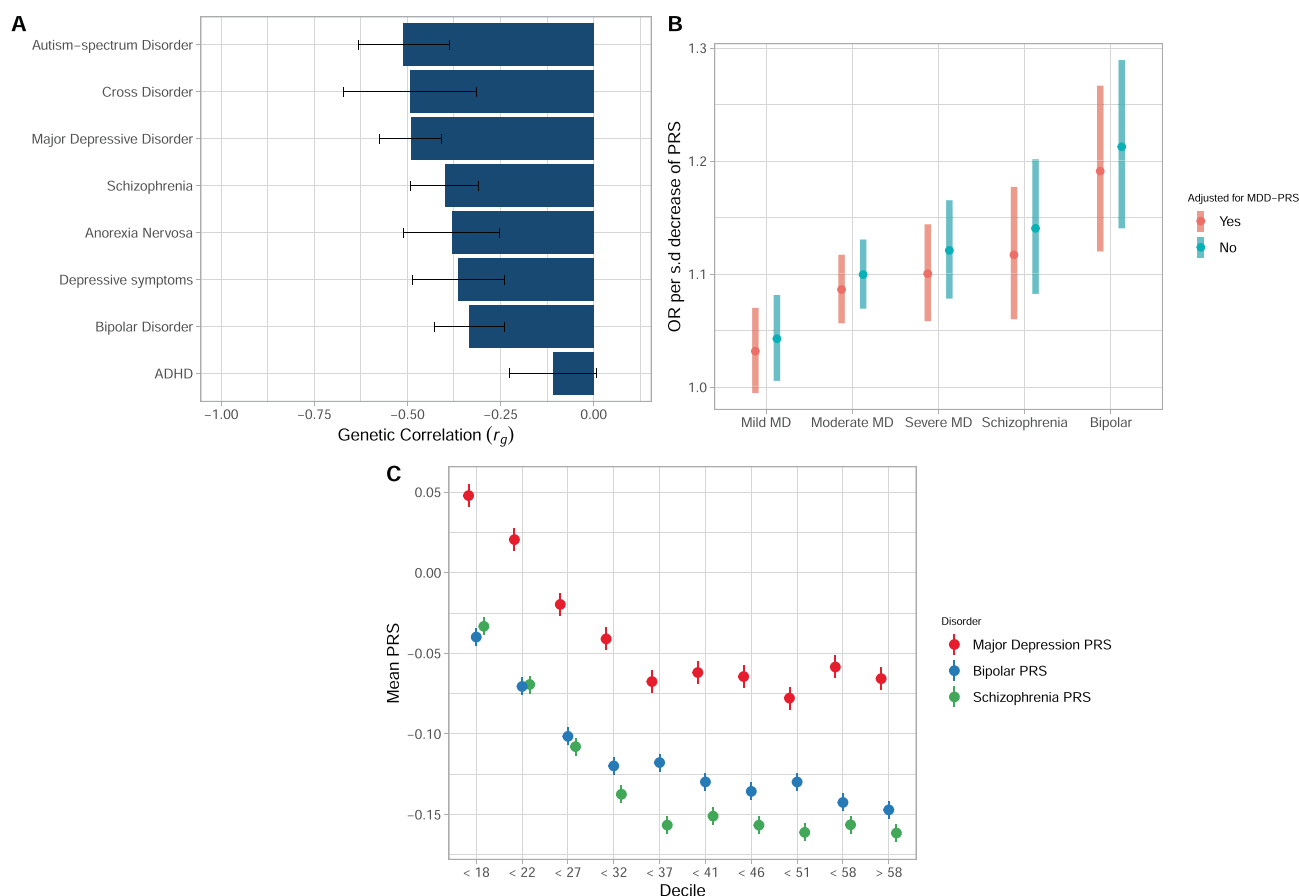 A
Autism−spectrum Disorder
Cross Disorder
Major Depressive Disorder
Schizophrenia
Anorexia Nervosa
Depressive symptoms
Bipolar Disorder
ADHD
−1.00 −0.75 −0.50 −0.25 0.00
Genetic Correlation (rg)
B
OR per s.d decrease of PRS
1.3
1.2
1.1
1.0
Mild MD Moderate MD Severe MD Schizophrenia Bipolar
Adjusted for MDD−PRS
Yes
No
C
Mean PRS
0.05
0.00
−0.05
−0.10
−0.15
< 18 < 22 < 27 < 32 < 37 < 41 < 46 < 51 < 58 > 58
Decile
Disorder
Major Depression PRS
Bipolar PRS
Schizophrenia PRS